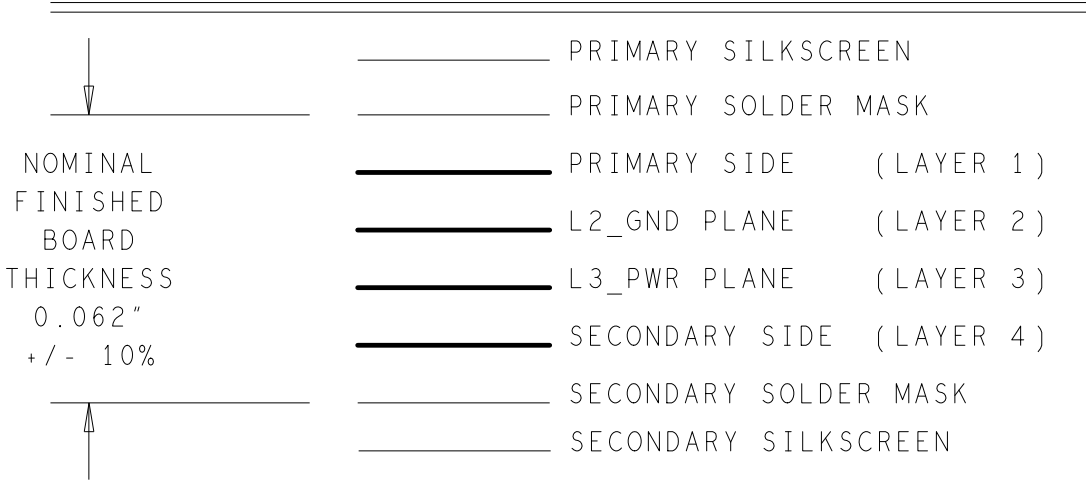 PRIMARY SILKSCREEN
PRIMARY SOLDER MASK
PRIMARY SIDE (LAYER 1)
L2_GND PLANE (LAYER 2)
L3_PWR PLANE (LAYER 3)
SECONDARY SIDE (LAYER 4)
SECONDARY SOLDER MASK
SECONDARY SILKSCREEN
NOMINAL
FINISHED
BOARD
THICKNESS
0.062"
+/- 10%